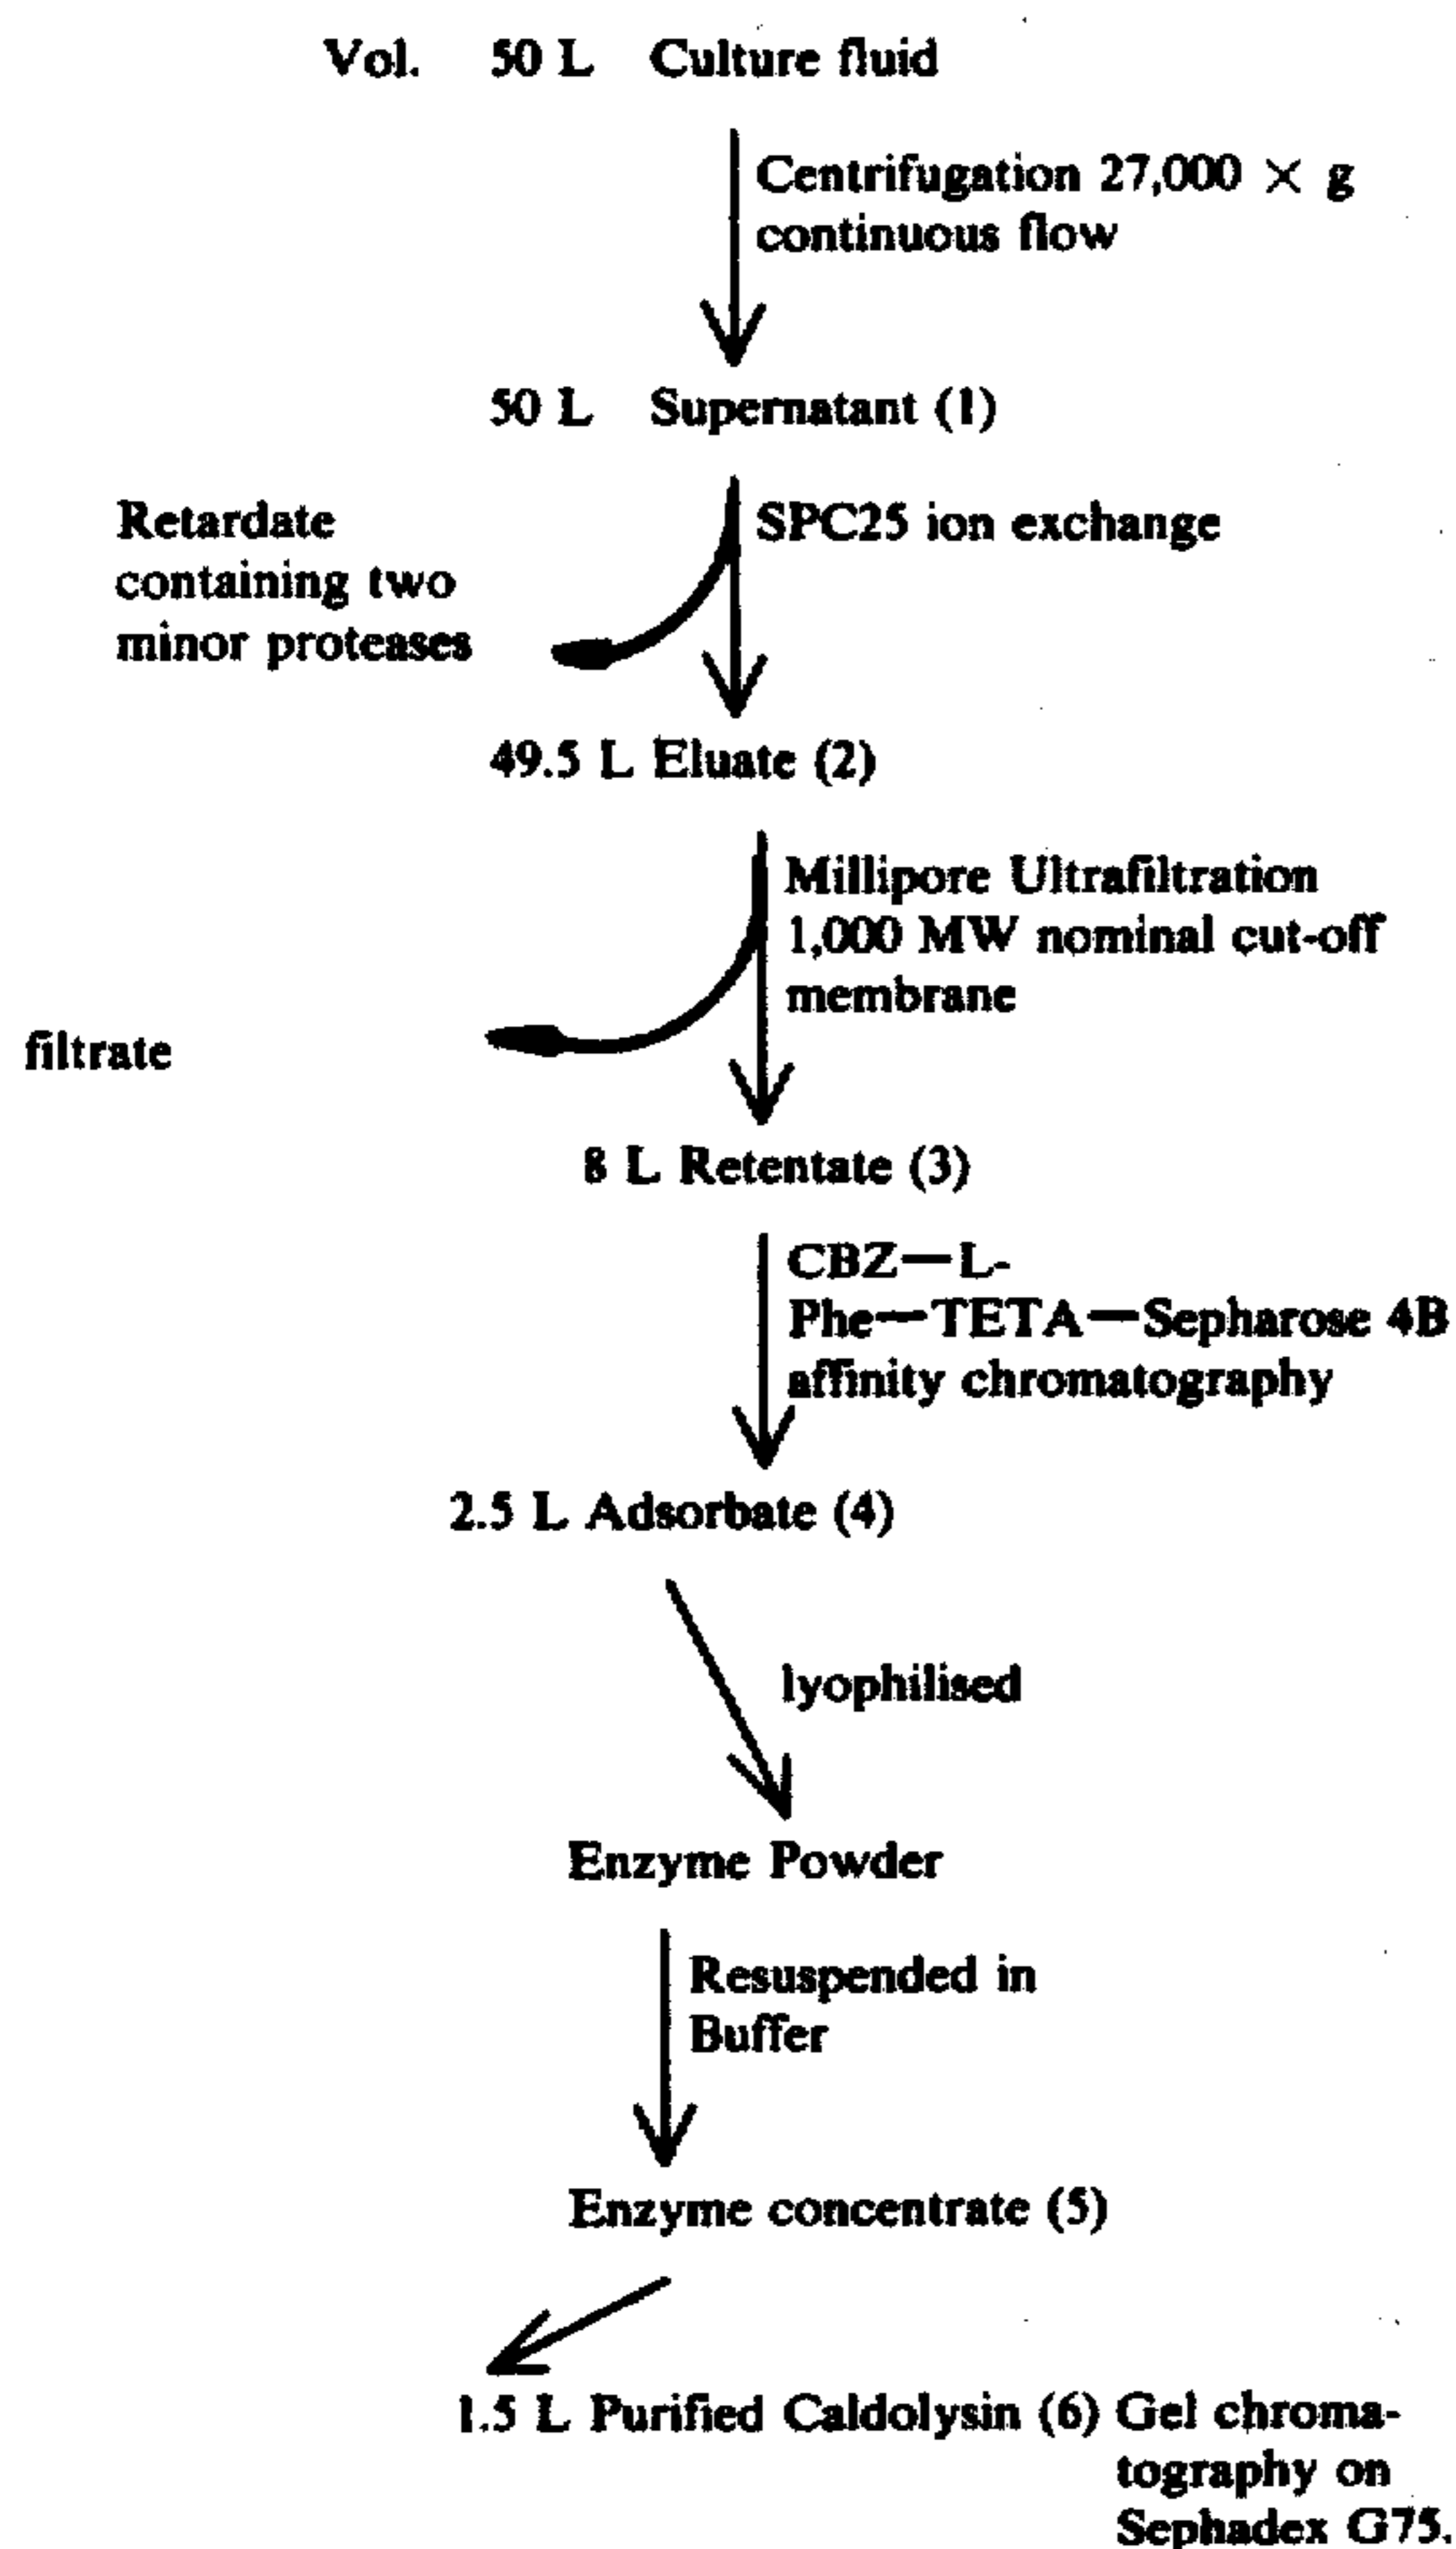 Vol. 50 L Culture fluid
Centrifugation 27,000 × g
continuous flow
50 L Supernatant (1)
Retardate
containing two
minor proteases
SPC25 ion exchange
49.5 L Eluate (2)
Millipore Ultrafiltration
1,000 MW nominal cut-off
membrane
filtrate
8 L Retentate (3)
CBZ—L-
Phe—TETA—Sepharose 4B
affinity chromatography
2.5 L Adsorbate (4)
lyophilised
Enzyme Powder
Resuspended in
Buffer
Enzyme concentrate (5)
1.5 L Purified Caldolysin (6) Gel chroma-
tography on
Sephadex G75.